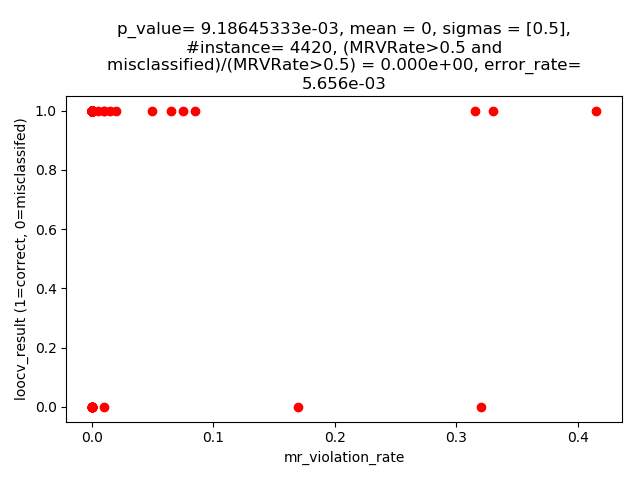 p_value= 9.18645333e-03, mean = 0, sigmas = [0.5],
#instance= 4420, (MRVRate>0.5 and
misclassified)/(MRVRate>0.5) = 0.000e+00, error_rate=
5.656e-03
loocv_result (1=correct, 0=misclassifed)
1.0
0.8
0.6
0.4
0.2
0.0
0.0 0.1 0.2 0.3 0.4
mr_violation_rate